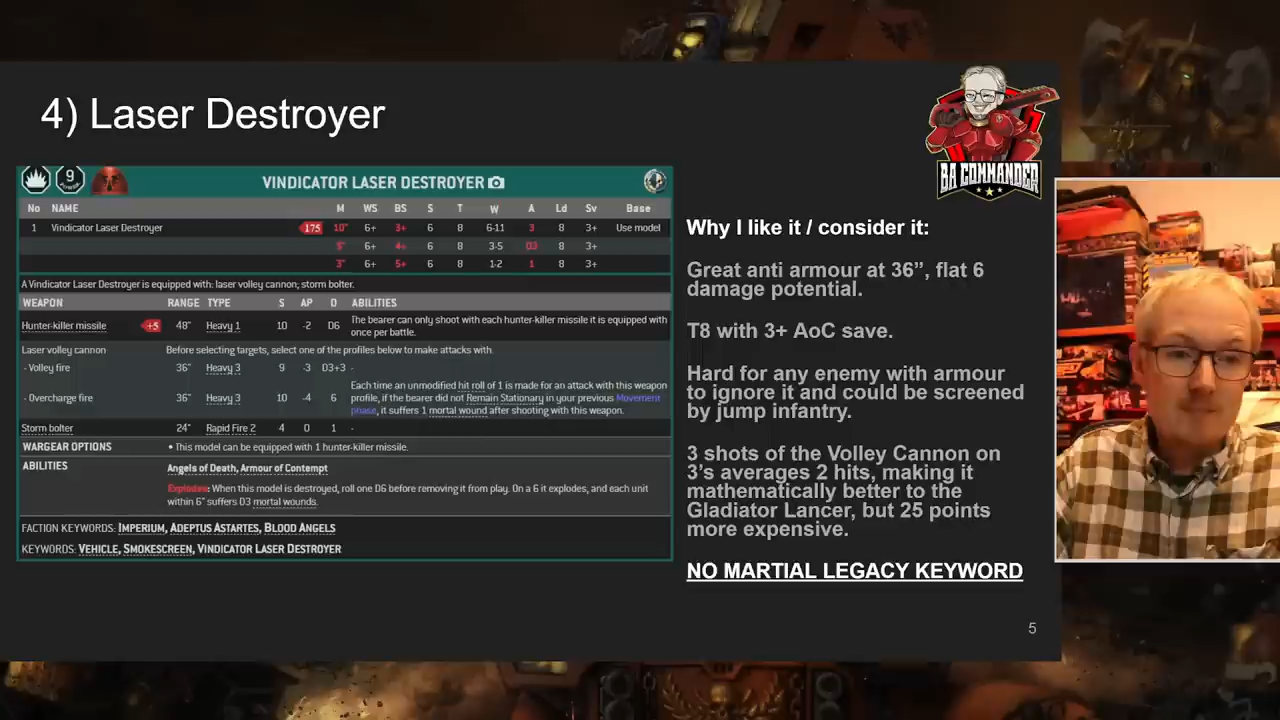 4) Laser Destroyer
BA COMMANDER
9
POWER
VINDICATOR LASER DESTROYER
No NAME M WS BS S T W A Ld Sv Base
1 Vindicator Laser Destroyer 175 10" 6+ 3+ 6 8 6-11 3 8 3+ Use model
5" 6+ 4+ 6 8 3-5 D3 8 3+
3" 6+ 5+ 6 8 1-2 1 8 3+
A Vindicator Laser Destroyer is equipped with: laser volley cannon; storm bolter.
WEAPON RANGE TYPE S AP D ABILITIES
Hunter-killer missile +5 48" Heavy 1 10 -2 D6 The bearer can only shoot with each hunter-killer missile it is equipped with
once per battle.
Laser volley cannon Before selecting targets, select one of the profiles below to make attacks with.
- Volley fire 36" Heavy 3 9 -3 D3+3 -
- Overcharge fire 36" Heavy 3 10 -4 6 Each time an unmodified hit roll of 1 is made for an attack with this weapon
profile, if the bearer did not Remain Stationary in your previous Movement
phase, it suffers 1 mortal wound after shooting with this weapon.
Storm bolter 24" Rapid Fire 2 4 0 1 -
WARGEAR OPTIONS • This model can be equipped with 1 hunter-killer missile.
ABILITIES Angels of Death, Armour of Contempt
Explodes: When this model is destroyed, roll one D6 before removing it from play. On a 6 it explodes, and each unit
within 6" suffers D3 mortal wounds.
FACTION KEYWORDS: IMPERIUM, ADEPTUS ASTARTES, BLOOD ANGELS
KEYWORDS: VEHICLE, SMOKESCREEN, VINDICATOR LASER DESTROYER
Why I like it / consider it:
Great anti armour at 36”, flat 6
damage potential.
T8 with 3+ AoC save.
Hard for any enemy with armour
to ignore it and could be screened
by jump infantry.
3 shots of the Volley Cannon on
3’s averages 2 hits, making it
mathematically better to the
Gladiator Lancer, but 25 points
more expensive.
NO MARTIAL LEGACY KEYWORD
5